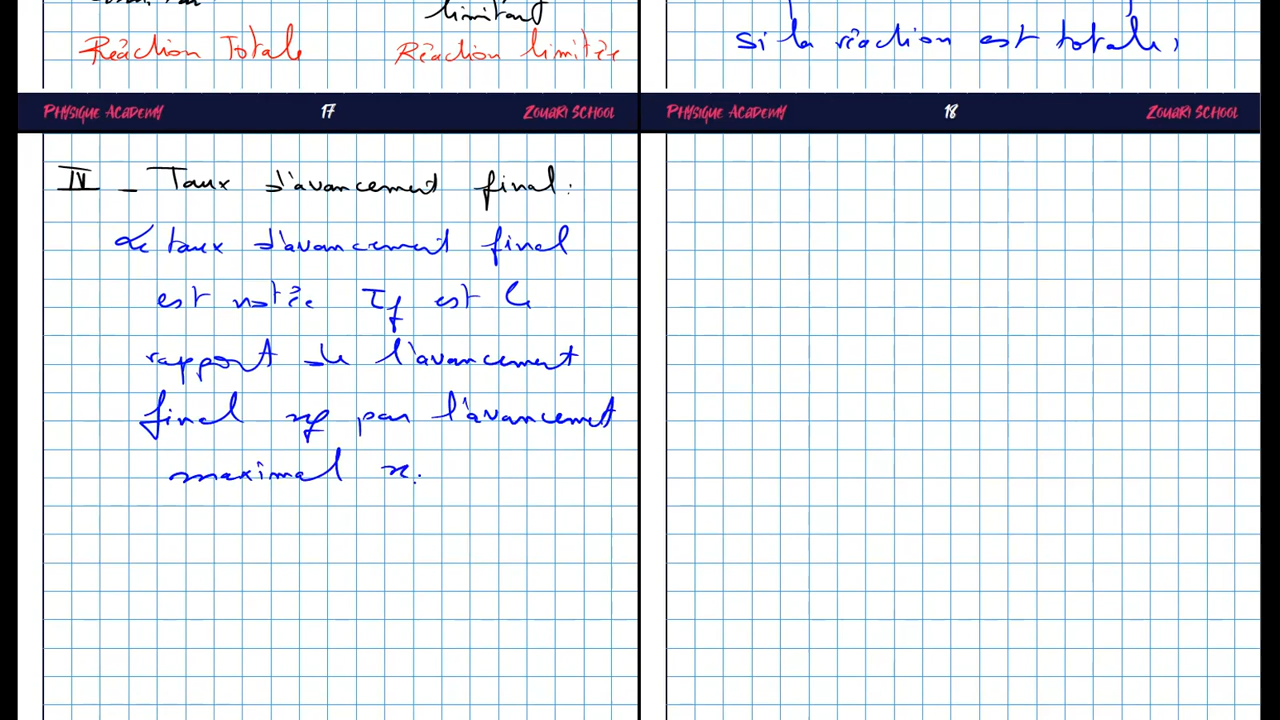 limitant
Réaction Totale
Réaction limitée
si la réaction est totale,
PHYSIQUE ACADEMY 17 ZOUARI SCHOOL
PHYSIQUE ACADEMY 18 ZOUARI SCHOOL
IV - Taux d'avancement final:
Le taux d'avancement final
est notée τf est le
rapport de l'avancement
final xf par l'avancement
maximal x